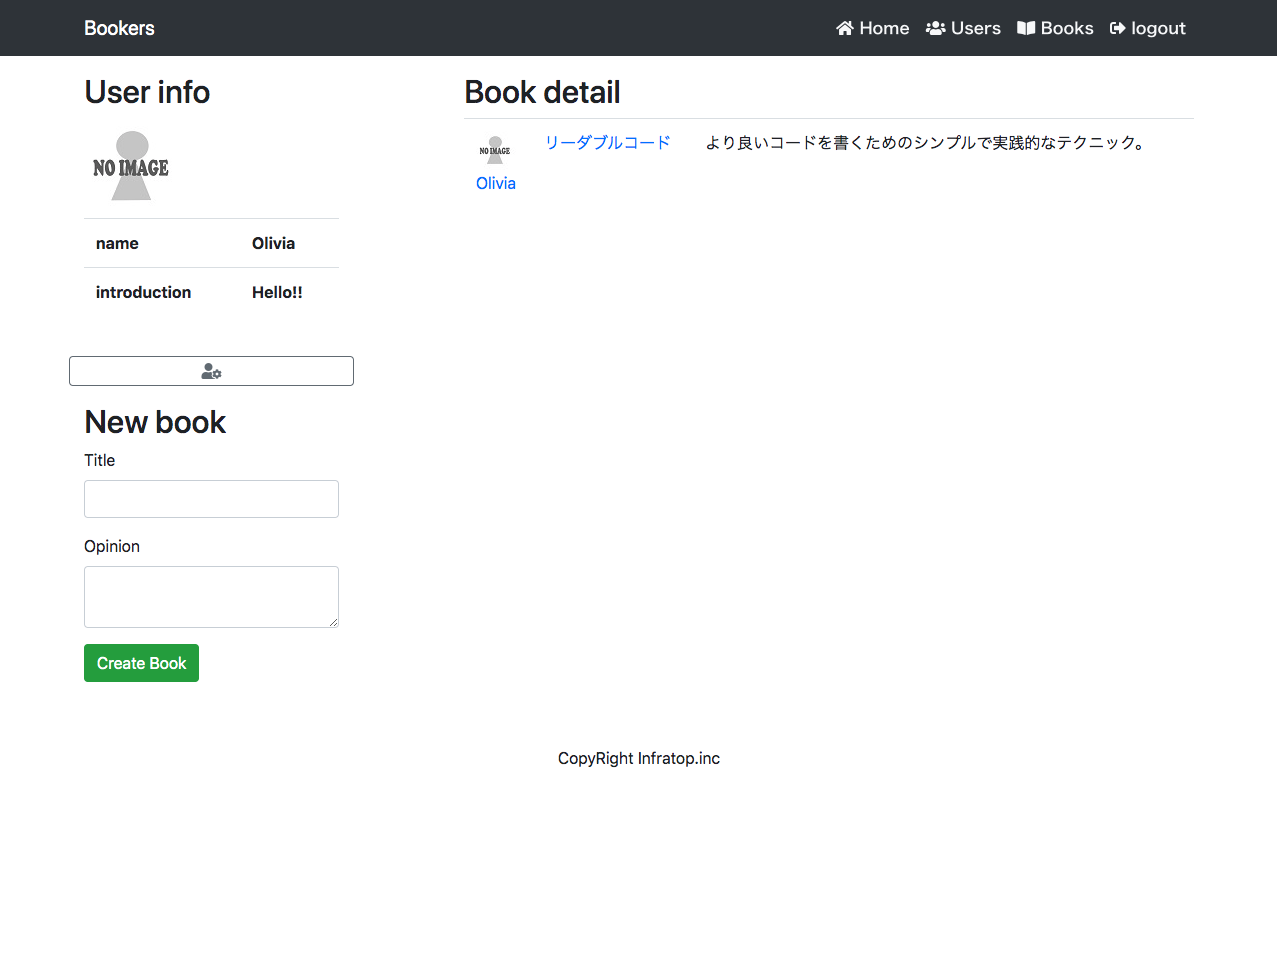 Bookers
Home Users Books logout
User info
NO IMAGE
name Olivia
introduction Hello!!
New book
Title
Opinion
Create Book
Book detail
NO IMAGE
Olivia
リーダブルコード
より良いコードを書くためのシンプルで実践的なテクニック。
CopyRight Infratop.inc